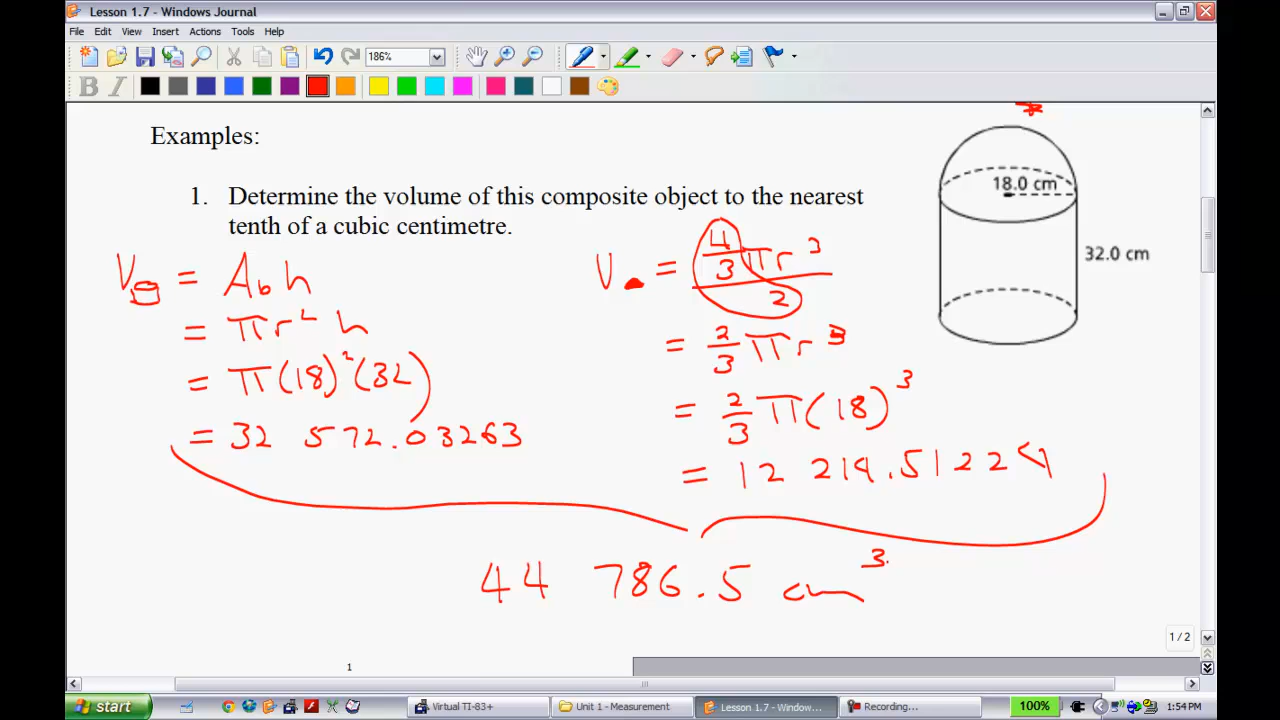 Lesson 1.7 - Windows Journal
File Edit View Insert Actions Tools Help
186%
B I
Examples:
18.0 cm
32.0 cm
1. Determine the volume of this composite object to the nearest
tenth of a cubic centimetre.
V = Ab h
= πr² h
= π(18)²(32)
= 32 572.03263
V = 4/3 πr³ / 2
= 2/3 πr³
= 2/3 π(18)³
= 12 214.51224
44 786.5 cm³
1 / 2
1
start
Virtual TI-83+
Unit 1 - Measurement
Lesson 1.7 - Window...
Recording...
100%
1:54 PM